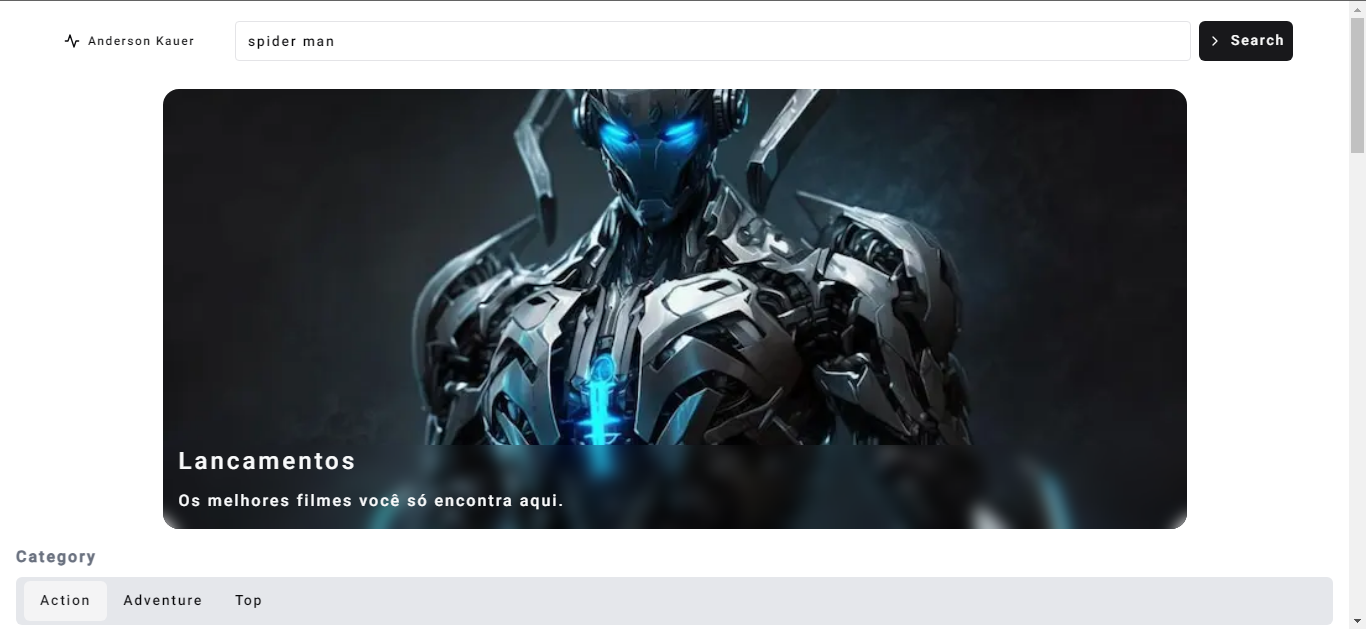 Anderson Kauer
spider man
Search
Lancamentos
Os melhores filmes você só encontra aqui.
Category
Action
Adventure
Top